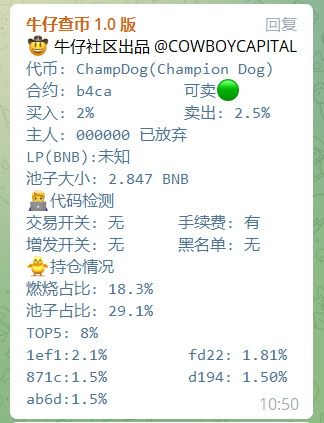 牛仔查币 1.0 版 回复
🤠 牛仔社区出品 @COWBOYCAPITAL
代币: ChampDog(Champion Dog)
合约: b4ca 可卖🟢
买入: 2% 卖出: 2.5%
主人: 000000 已放弃
LP(BNB):未知
池子大小: 2.847 BNB
👨‍💻代码检测
交易开关: 无 手续费: 有
增发开关: 无 黑名单: 无
🐥持仓情况
燃烧占比: 18.3%
池子占比: 29.1%
TOP5: 8%
1ef1:2.1% fd22: 1.81%
871c:1.5% d194: 1.50%
ab6d:1.5%
10:50